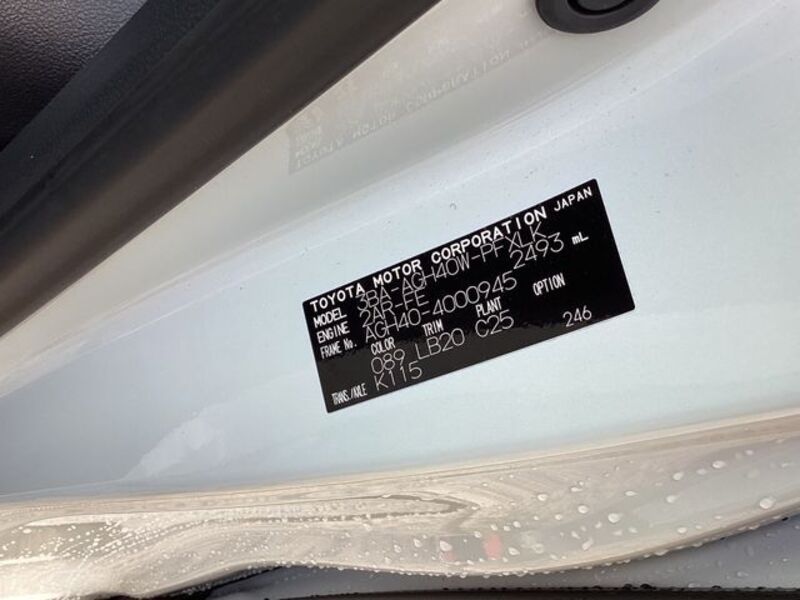 TOYOTA MOTOR CORPORATION JAPAN
MODEL 3BA-AGH40W-PFXLK
ENGINE 2AR-FE 2493 mL
FRAME No. AGH40-4000945
COLOR TRIM PLANT OPTION
089 LB20 C25
TRANS./AXLE K115 246